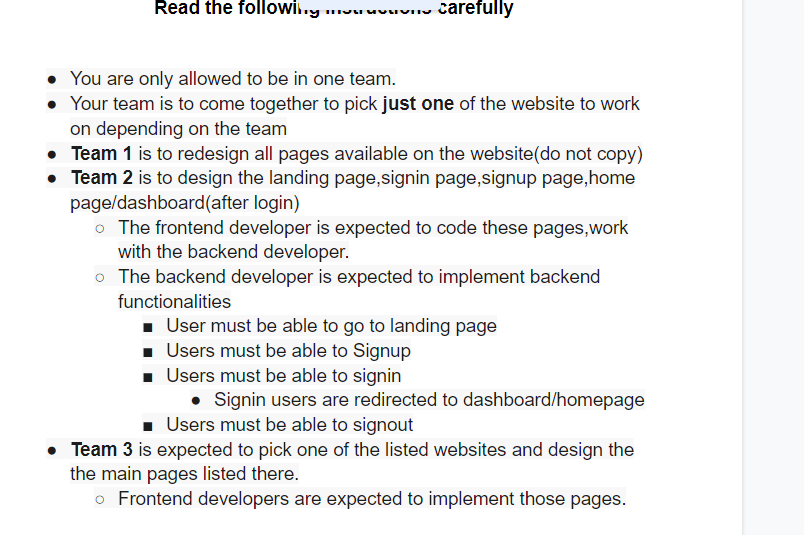 Read the following instructions carefully
● You are only allowed to be in one team.
● Your team is to come together to pick just one of the website to work
on depending on the team
● Team 1 is to redesign all pages available on the website(do not copy)
● Team 2 is to design the landing page,signin page,signup page,home
page/dashboard(after login)
○ The frontend developer is expected to code these pages,work
with the backend developer.
○ The backend developer is expected to implement backend
functionalities
■ User must be able to go to landing page
■ Users must be able to Signup
■ Users must be able to signin
● Signin users are redirected to dashboard/homepage
■ Users must be able to signout
● Team 3 is expected to pick one of the listed websites and design the
the main pages listed there.
○ Frontend developers are expected to implement those pages.